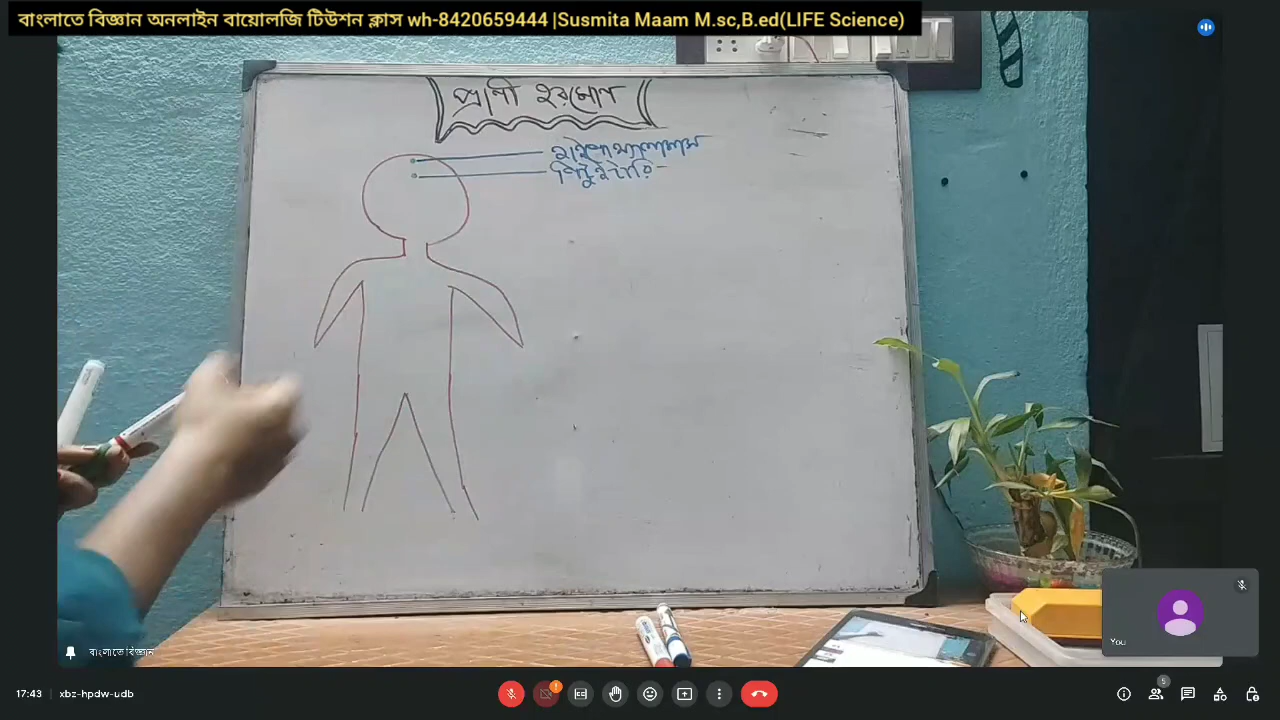 বাংলাতে বিজ্ঞান অনলাইন বায়োলজি টিউশন ক্লাস wh-8420659444 |Susmita Maam M.sc,B.ed(LIFE Science)
প্রাণী হরমোন
হাইপোথ্যালামাস
পিটুইটারি
বাংলাতে বিজ্ঞান
You
5
17:43
xbz-hpdw-udb